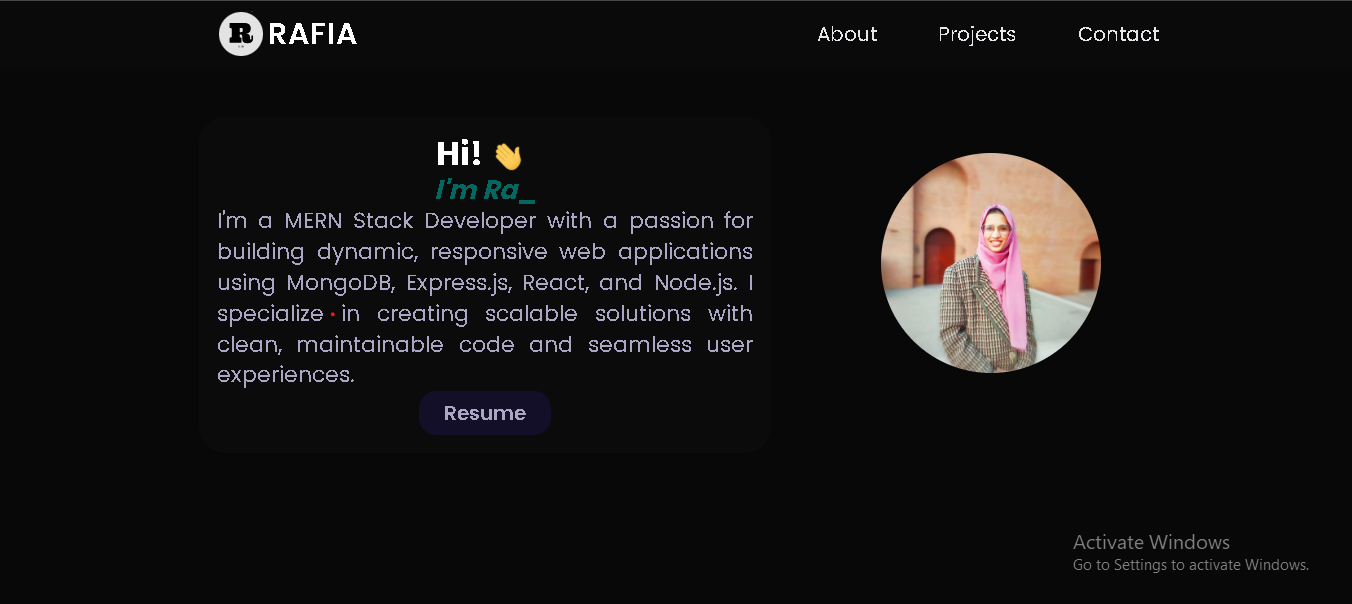 R RAFIA
About Projects Contact
Hi! 👋
I'm Ra_
I'm a MERN Stack Developer with a passion for
building dynamic, responsive web applications
using MongoDB, Express.js, React, and Node.js. I
specialize in creating scalable solutions with
clean, maintainable code and seamless user
experiences.
Resume
Activate Windows
Go to Settings to activate Windows.